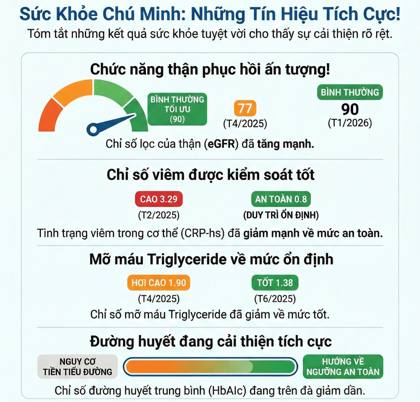 Sức Khỏe Chú Minh: Những Tín Hiệu Tích Cực!
Tóm tắt những kết quả sức khỏe tuyệt vời cho thấy sự cải thiện rõ rệt.
Chức năng thận phục hồi ấn tượng!
BÌNH THƯỜNG
TỐI ƯU
(90)
77
(T4/2025)
BÌNH THƯỜNG
90
(T1/2026)
Chỉ số lọc của thận (eGFR) đã tăng mạnh.
Chỉ số viêm được kiểm soát tốt
CAO 3.29
(T2/2025)
AN TOÀN 0.8
(DUY TRÌ ỔN ĐỊNH)
Tình trạng viêm trong cơ thể (CRP-hs) đã giảm mạnh về mức an toàn.
Mỡ máu Triglyceride về mức ổn định
HƠI CAO 1.90
(T4/2025)
TỐT 1.38
(T6/2025)
Chỉ số mỡ máu Triglyceride đã giảm về mức tốt.
Đường huyết đang cải thiện tích cực
NGUY CƠ
TIỀN TIỂU ĐƯỜNG
HƯỚNG VỀ
NGƯỠNG AN TOÀN
Chỉ số đường huyết trung bình (HbAlc) đang trên đà giảm dần.